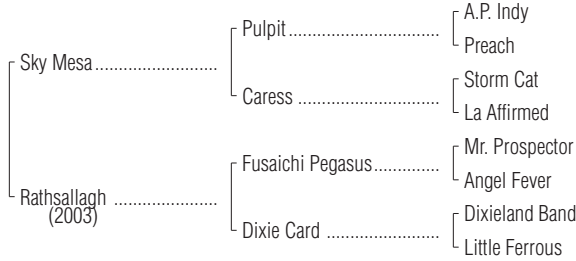 A.P. Indy
Pulpit
Preach
Sky Mesa
Storm Cat
Caress
La Affirmed
Mr. Prospector
Fusaichi Pegasus
Angel Fever
Rathsallagh
(2003)
Dixieland Band
Dixie Card
Little Ferrous